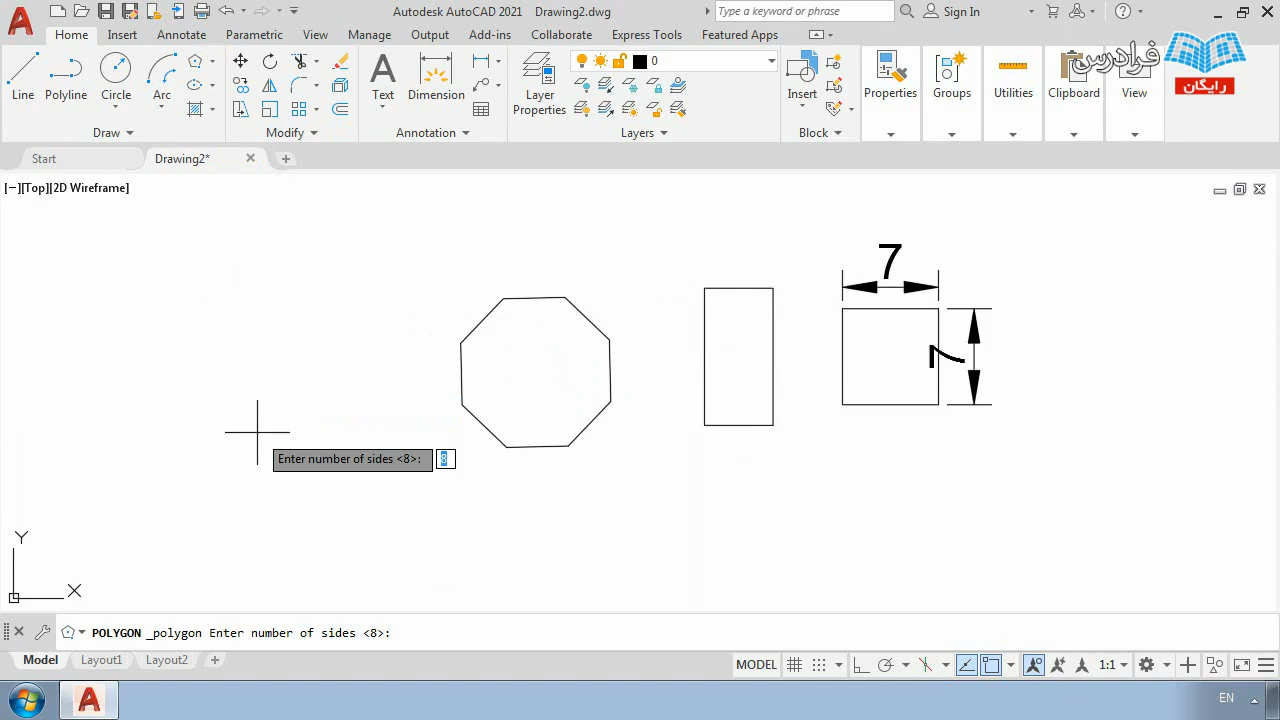 Autodesk AutoCAD 2021 Drawing2.dwg
Type a keyword or phrase
Sign In
Home Insert Annotate Parametric View Manage Output Add-ins Collaborate Express Tools Featured Apps
فرادرس
رایگان
Line Polyline Circle Arc
Text Dimension
Layer Properties
0
Insert
Properties Groups Utilities Clipboard View
Draw Modify Annotation Layers Block
Start Drawing2*
[−][Top][2D Wireframe]
7
7
Enter number of sides <8>: 8
Y
X
POLYGON _polygon Enter number of sides <8>:
Model Layout1 Layout2
MODEL 1:1
EN